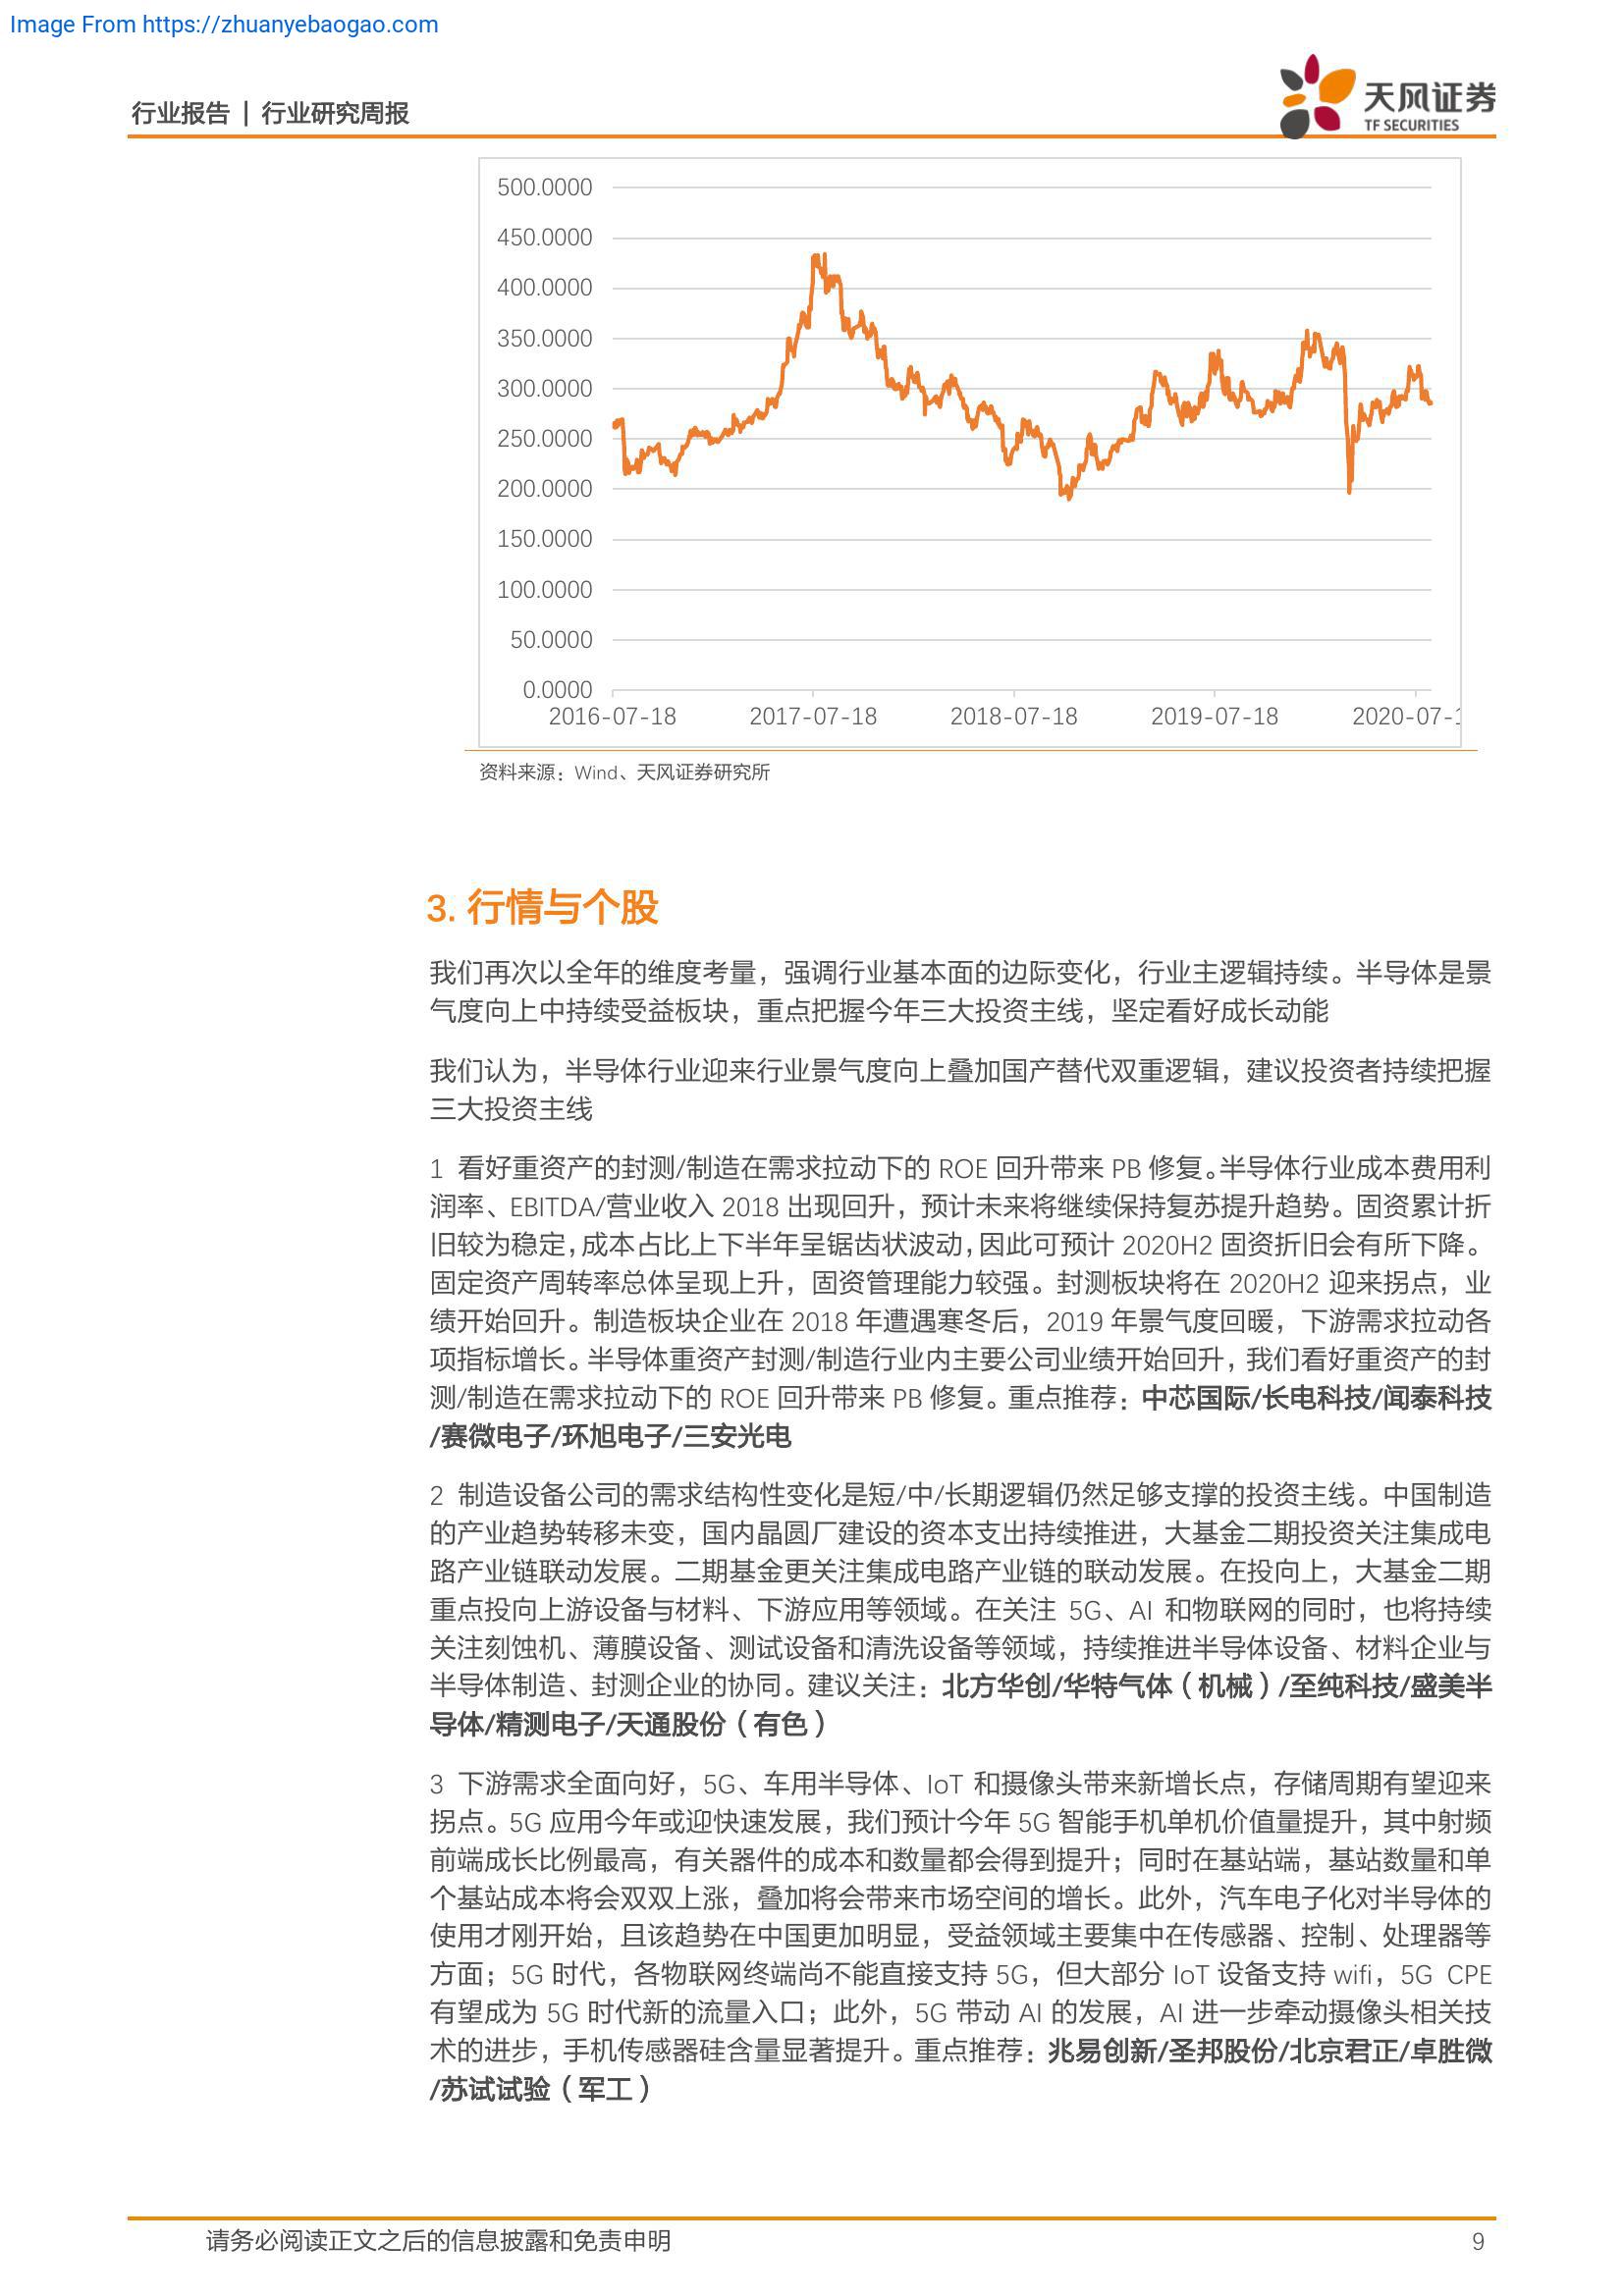 Image From https://zhuanyebaogao.com
行业报告 | 行业研究周报
天风证券
TF SECURITIES
500.0000
450.0000
400.0000
350.0000
300.0000
250.0000
200.0000
150.0000
100.0000
50.0000
0.0000
2016-07-18 2017-07-18 2018-07-18 2019-07-18 2020-07-1
资料来源：Wind、天风证券研究所
3. 行情与个股
我们再次以全年的维度考量，强调行业基本面的边际变化，行业主逻辑持续。半导体是景
气度向上中持续受益板块，重点把握今年三大投资主线，坚定看好成长动能
我们认为，半导体行业迎来行业景气度向上叠加国产替代双重逻辑，建议投资者持续把握
三大投资主线
1 看好重资产的封测/制造在需求拉动下的 ROE 回升带来 PB 修复。半导体行业成本费用利
润率、EBITDA/营业收入 2018 出现回升，预计未来将继续保持复苏提升趋势。固资累计折
旧较为稳定，成本占比上下半年呈锯齿状波动，因此可预计 2020H2 固资折旧会有所下降。
固定资产周转率总体呈现上升，固资管理能力较强。封测板块将在 2020H2 迎来拐点，业
绩开始回升。制造板块企业在 2018 年遭遇寒冬后，2019 年景气度回暖，下游需求拉动各
项指标增长。半导体重资产封测/制造行业内主要公司业绩开始回升，我们看好重资产的封
测/制造在需求拉动下的 ROE 回升带来 PB 修复。重点推荐：中芯国际/长电科技/闻泰科技
/赛微电子/环旭电子/三安光电
2 制造设备公司的需求结构性变化是短/中/长期逻辑仍然足够支撑的投资主线。中国制造
的产业趋势转移未变，国内晶圆厂建设的资本支出持续推进，大基金二期投资关注集成电
路产业链联动发展。二期基金更关注集成电路产业链的联动发展。在投向上，大基金二期
重点投向上游设备与材料、下游应用等领域。在关注 5G、AI 和物联网的同时，也将持续
关注刻蚀机、薄膜设备、测试设备和清洗设备等领域，持续推进半导体设备、材料企业与
半导体制造、封测企业的协同。建议关注：北方华创/华特气体（机械）/至纯科技/盛美半
导体/精测电子/天通股份（有色）
3 下游需求全面向好，5G、车用半导体、IoT 和摄像头带来新增长点，存储周期有望迎来
拐点。5G 应用今年或迎快速发展，我们预计今年 5G 智能手机单机价值量提升，其中射频
前端成长比例最高，有关器件的成本和数量都会得到提升；同时在基站端，基站数量和单
个基站成本将会双双上涨，叠加将会带来市场空间的增长。此外，汽车电子化对半导体的
使用才刚开始，且该趋势在中国更加明显，受益领域主要集中在传感器、控制、处理器等
方面；5G 时代，各物联网终端尚不能直接支持 5G，但大部分 IoT 设备支持 wifi，5G CPE
有望成为 5G 时代新的流量入口；此外，5G 带动 AI 的发展，AI 进一步牵动摄像头相关技
术的进步，手机传感器硅含量显著提升。重点推荐：兆易创新/圣邦股份/北京君正/卓胜微
/苏试试验（军工）
请务必阅读正文之后的信息披露和免责申明 9